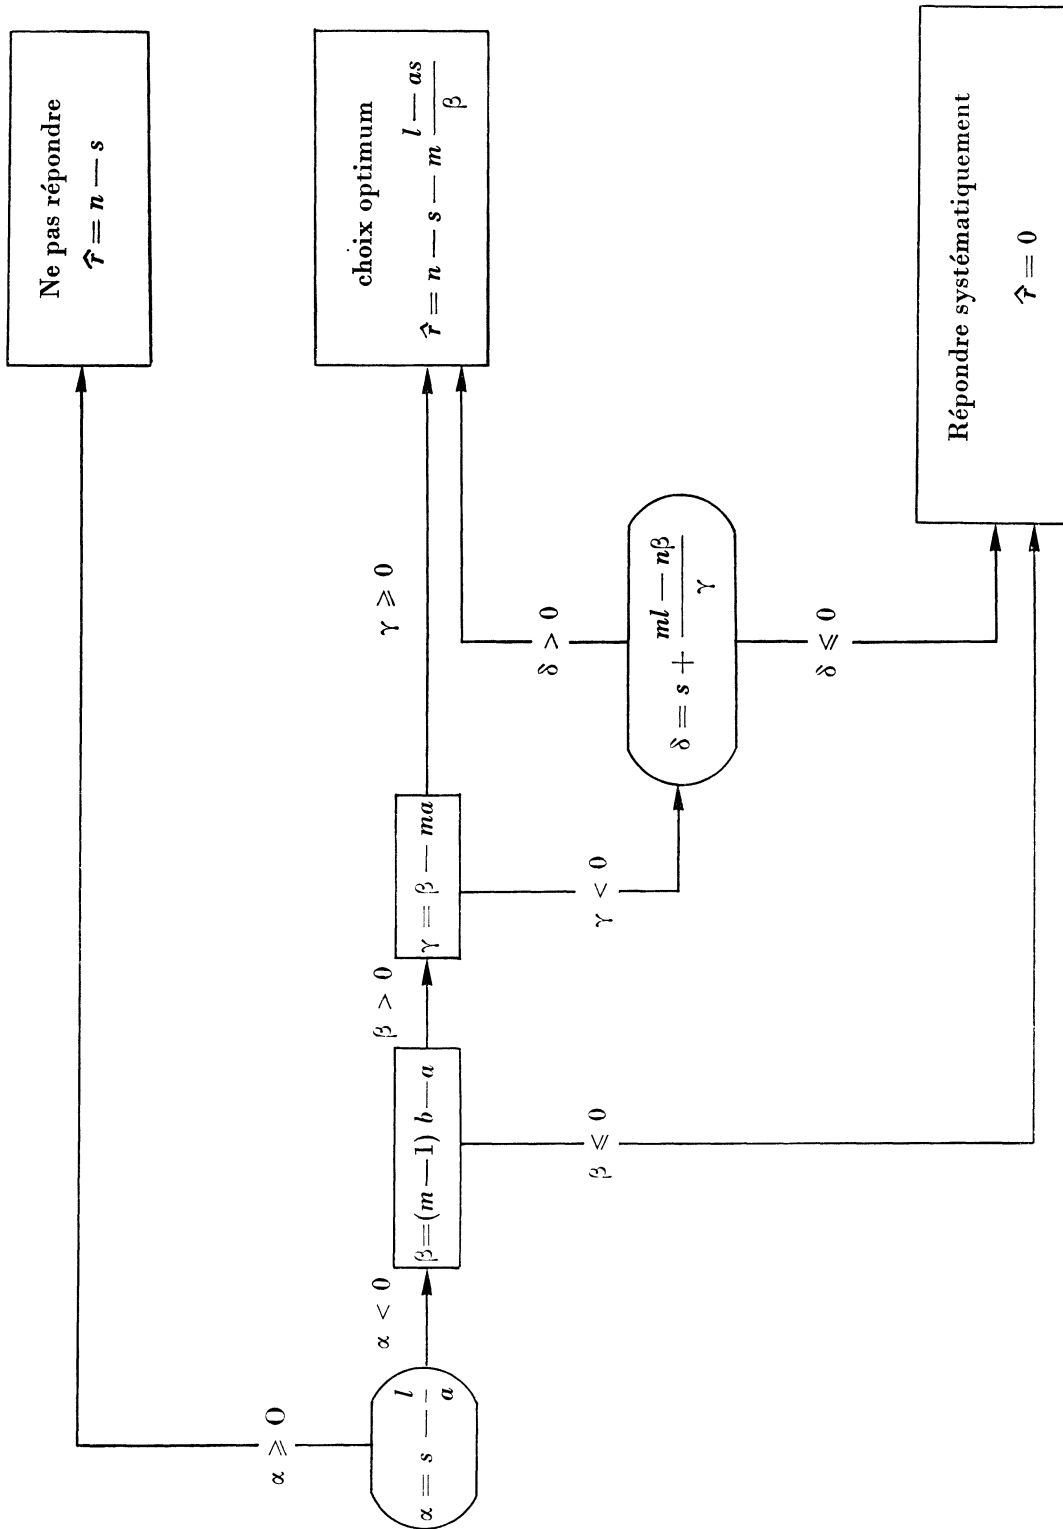 α = s — l/a
α ⩾ O
α < 0
β=(m—1) b—a
β > 0
β ⩽ 0
γ = β — ma
γ ⩾ 0
γ < 0
δ = s + (ml — nβ)/γ
δ > 0
δ ⩽ 0
Ne pas répondre
r̂ = n — s
choix optimum
r̂ = n — s — m (l — as)/β
Répondre systématiquement
r̂ = 0